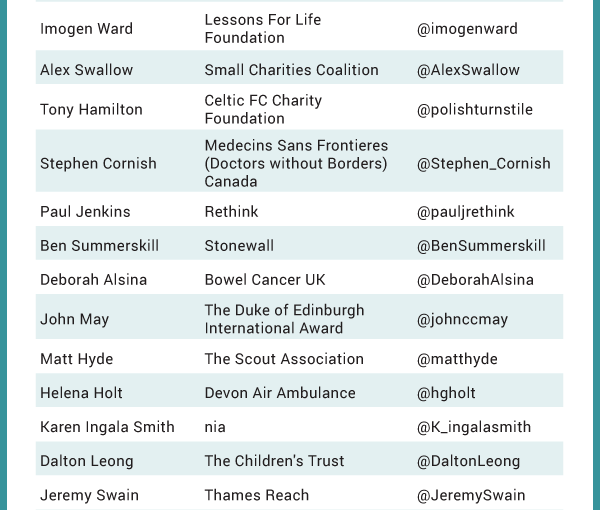 Imogen Ward Lessons For Life Foundation @imogenward
Alex Swallow Small Charities Coalition @AlexSwallow
Tony Hamilton Celtic FC Charity Foundation @polishturnstile
Stephen Cornish Medecins Sans Frontieres (Doctors without Borders) Canada @Stephen_Cornish
Paul Jenkins Rethink @pauljrethink
Ben Summerskill Stonewall @BenSummerskill
Deborah Alsina Bowel Cancer UK @DeborahAlsina
John May The Duke of Edinburgh International Award @johnccmay
Matt Hyde The Scout Association @matthyde
Helena Holt Devon Air Ambulance @hgholt
Karen Ingala Smith nia @K_ingalasmith
Dalton Leong The Children's Trust @DaltonLeong
Jeremy Swain Thames Reach @JeremySwain